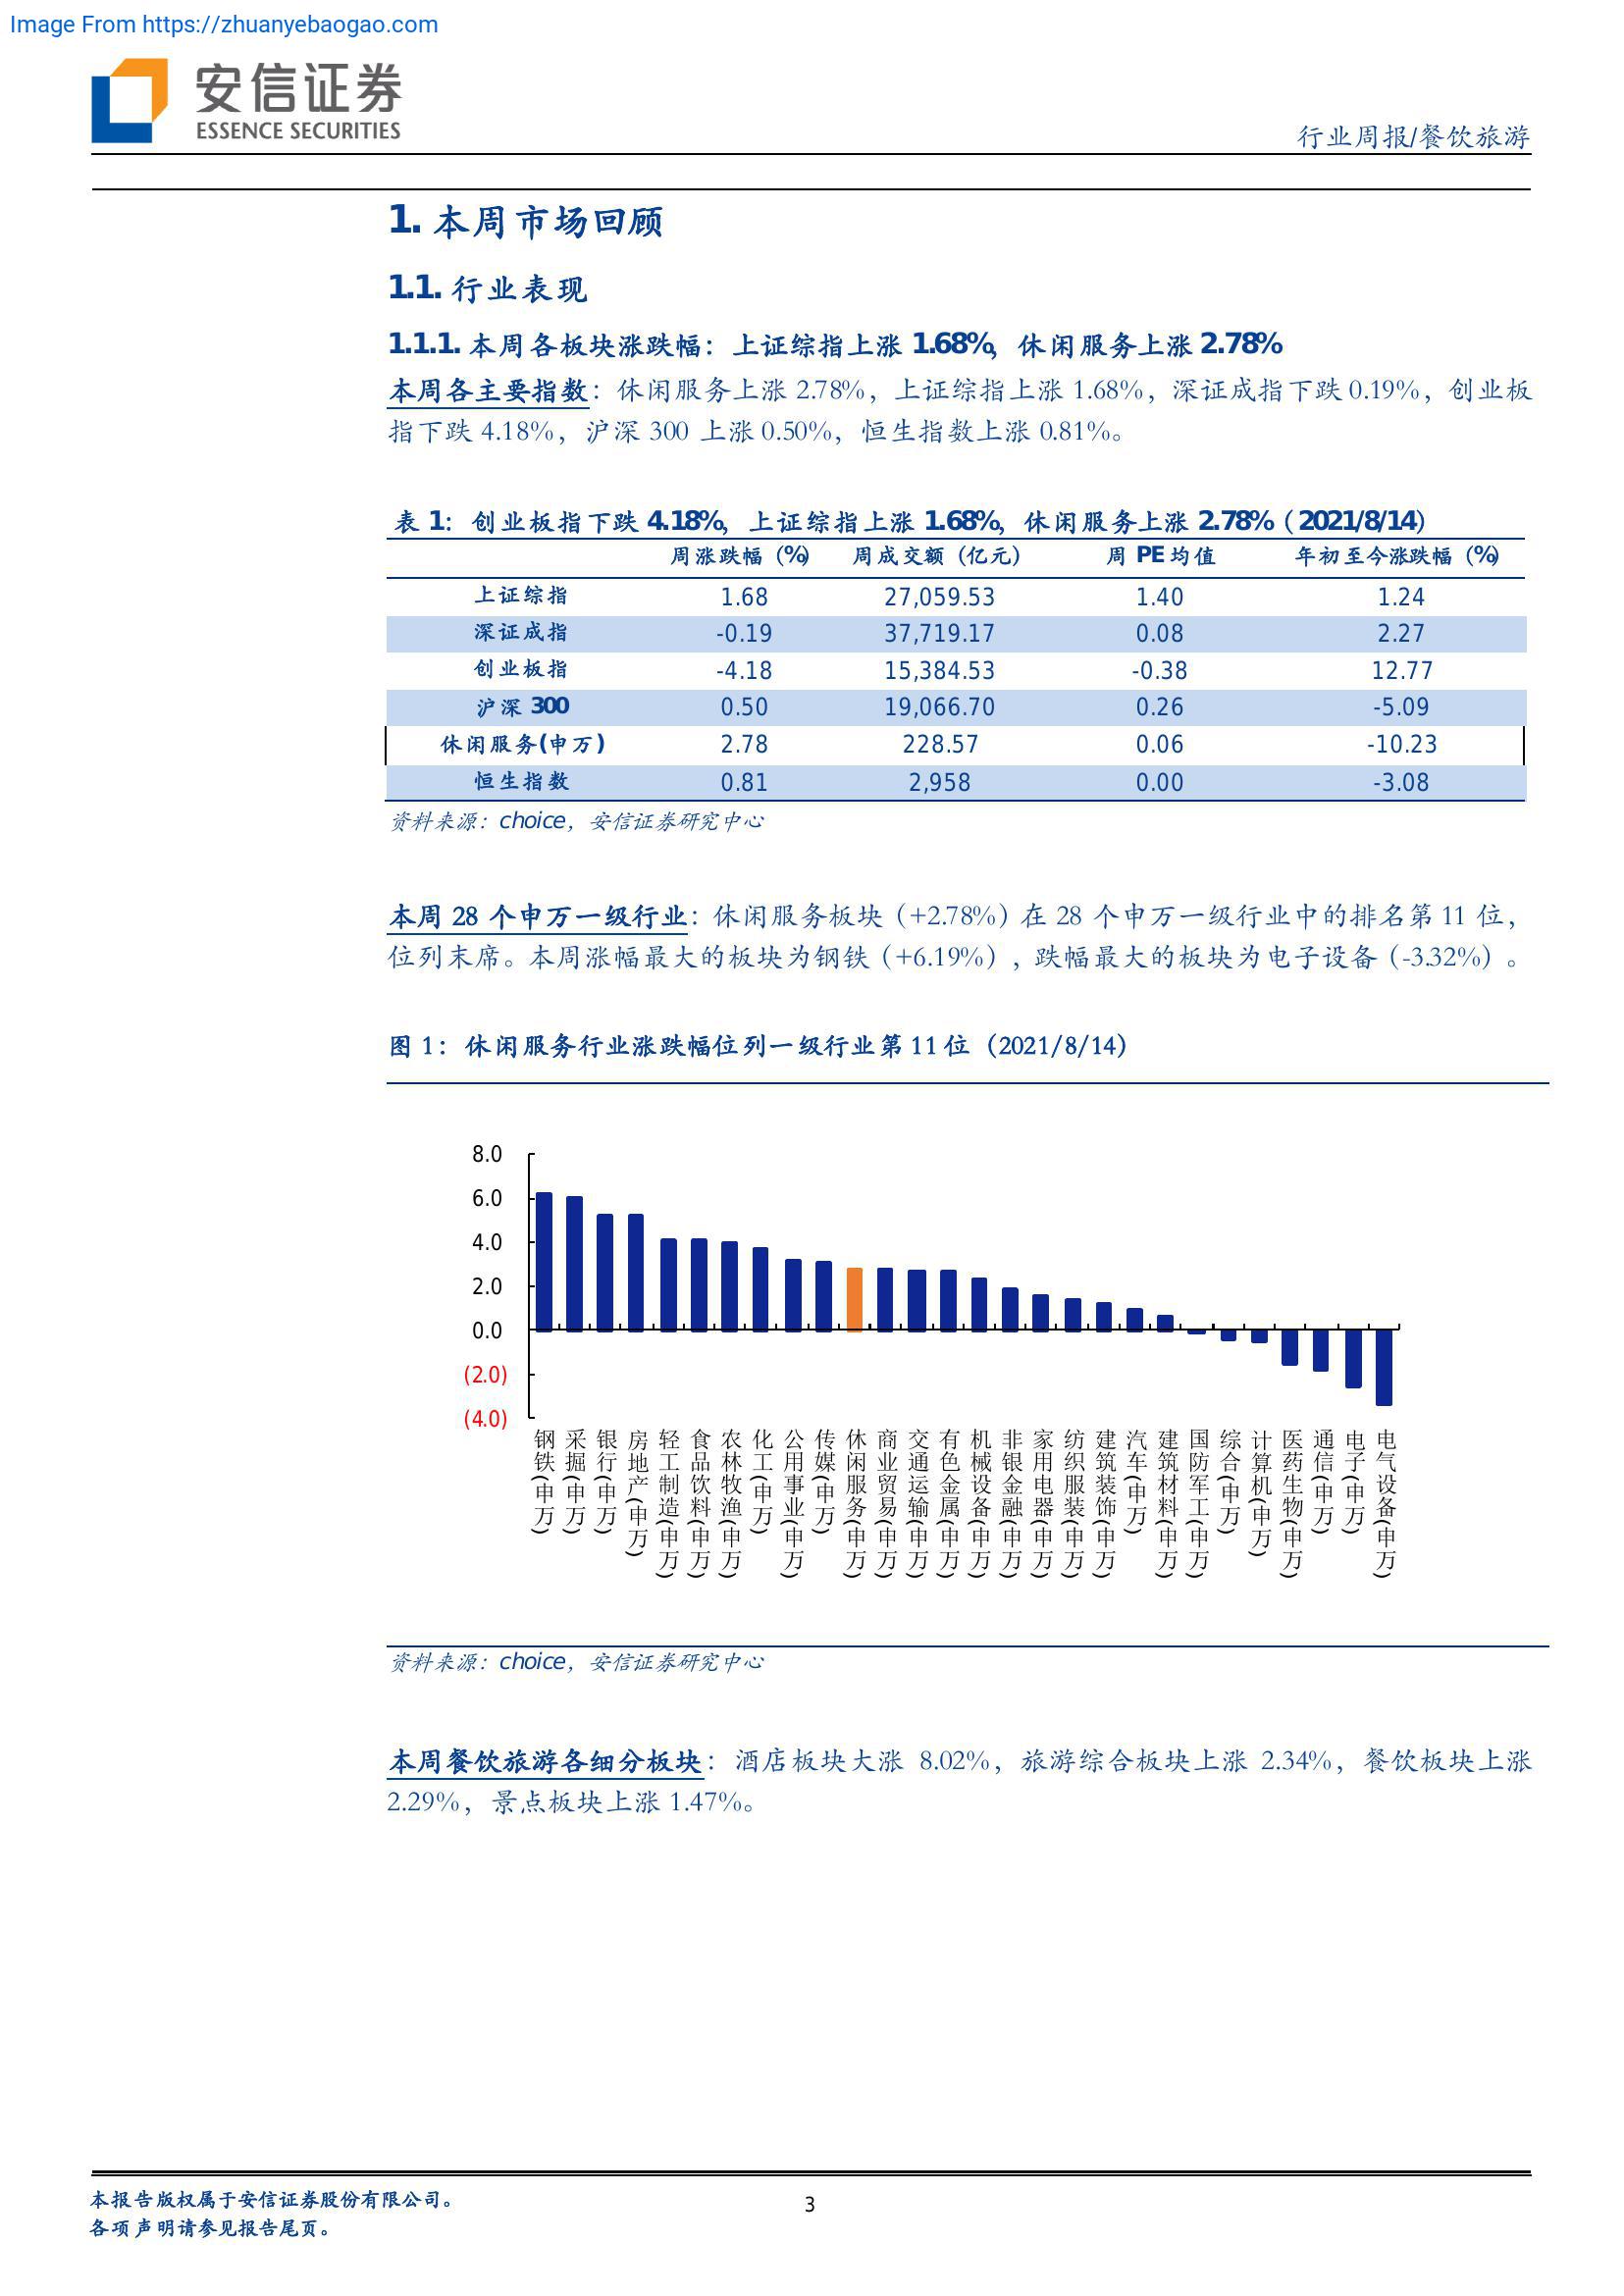 Image From https://zhuanyebaogao.com
安信证券
ESSENCE SECURITIES
行业周报/餐饮旅游
1. 本周市场回顾
1.1. 行业表现
1.1.1. 本周各板块涨跌幅：上证综指上涨 1.68%，休闲服务上涨 2.78%
本周各主要指数：休闲服务上涨 2.78%，上证综指上涨 1.68%，深证成指下跌 0.19%，创业板
指下跌 4.18%，沪深 300 上涨 0.50%，恒生指数上涨 0.81%。
表 1：创业板指下跌 4.18%，上证综指上涨 1.68%，休闲服务上涨 2.78%（2021/8/14）
周涨跌幅（%） 周成交额（亿元） 周 PE 均值 年初至今涨跌幅（%）
上证综指 1.68 27,059.53 1.40 1.24
深证成指 -0.19 37,719.17 0.08 2.27
创业板指 -4.18 15,384.53 -0.38 12.77
沪深 300 0.50 19,066.70 0.26 -5.09
休闲服务(申万) 2.78 228.57 0.06 -10.23
恒生指数 0.81 2,958 0.00 -3.08
资料来源：choice，安信证券研究中心
本周 28 个申万一级行业：休闲服务板块（+2.78%）在 28 个申万一级行业中的排名第 11 位，
位列末席。本周涨幅最大的板块为钢铁（+6.19%）, 跌幅最大的板块为电子设备（-3.32%）。
图 1：休闲服务行业涨跌幅位列一级行业第 11 位（2021/8/14）
8.0
6.0
4.0
2.0
0.0
(2.0)
(4.0)
钢铁(申万)
采掘(申万)
银行(申万)
房地产(申万)
轻工制造(申万)
食品饮料(申万)
农林牧渔(申万)
化工(申万)
公用事业(申万)
传媒(申万)
休闲服务(申万)
商业贸易(申万)
交通运输(申万)
有色金属(申万)
机械设备(申万)
非银金融(申万)
家用电器(申万)
纺织服装(申万)
建筑装饰(申万)
汽车(申万)
建筑材料(申万)
国防军工(申万)
综合(申万)
计算机(申万)
医药生物(申万)
通信(申万)
电子(申万)
电气设备(申万)
资料来源：choice，安信证券研究中心
本周餐饮旅游各细分板块：酒店板块大涨 8.02%，旅游综合板块上涨 2.34%，餐饮板块上涨
2.29%，景点板块上涨 1.47%。
本报告版权属于安信证券股份有限公司。
各项声明请参见报告尾页。
3